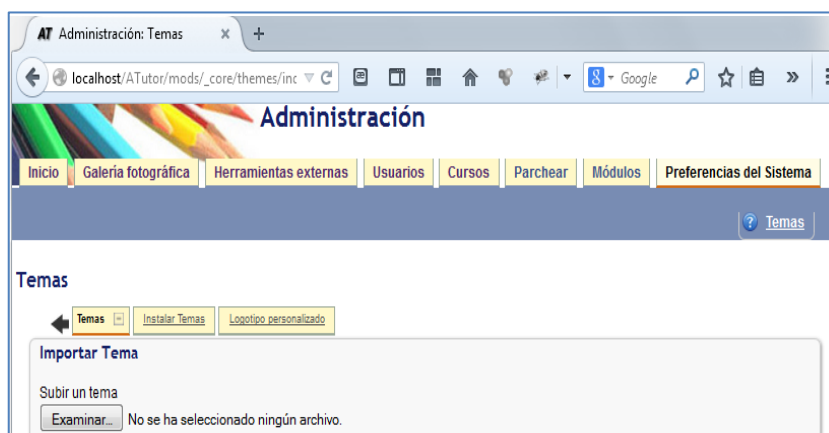 AT Administración: Temas
localhost/ATutor/mods/_core/themes/inc
Google
Administración
Inicio Galería fotográfica Herramientas externas Usuarios Cursos Parchear Módulos Preferencias del Sistema
? Temas
Temas
Temas Instalar Temas Logotipo personalizado
Importar Tema
Subir un tema
Examinar... No se ha seleccionado ningún archivo.